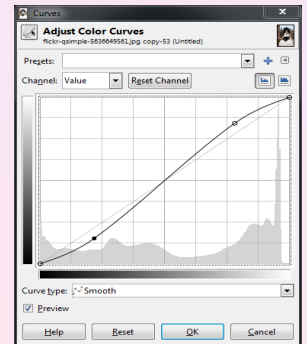 Curves
Adjust Color Curves
flickr-qsimple-5636649561.jpg copy-53 (Untitled)
Presets:
Channel: Value Reset Channel
Curve type: Smooth
Preview
Help Reset OK Cancel